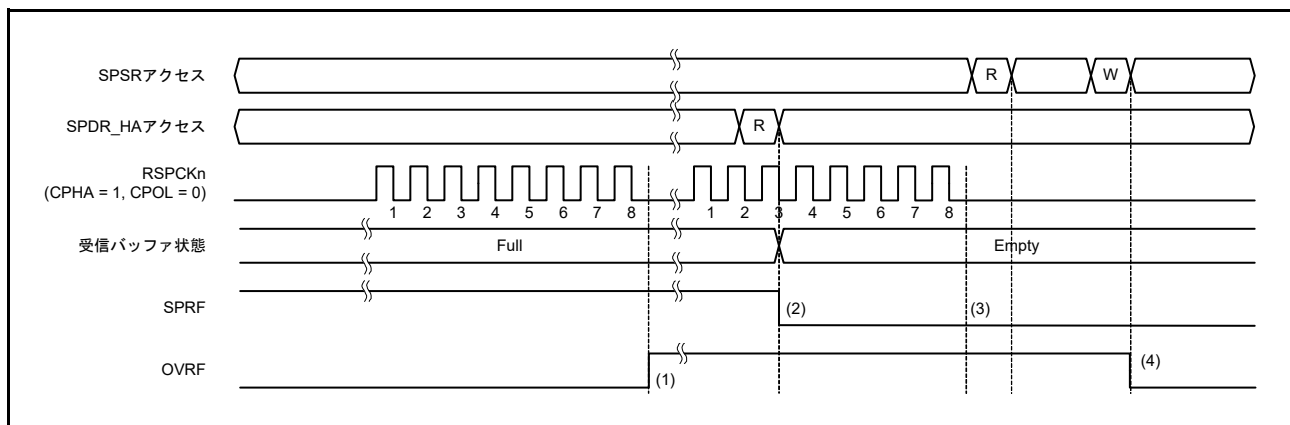 SPSRアクセス
R
W
SPDR_HAアクセス
R
RSPCKn
(CPHA = 1, CPOL = 0)
1 2 3 4 5 6 7 8 1 2 3 4 5 6 7 8
受信バッファ状態
Full
Empty
SPRF
(2)
(3)
OVRF
(1)
(4)